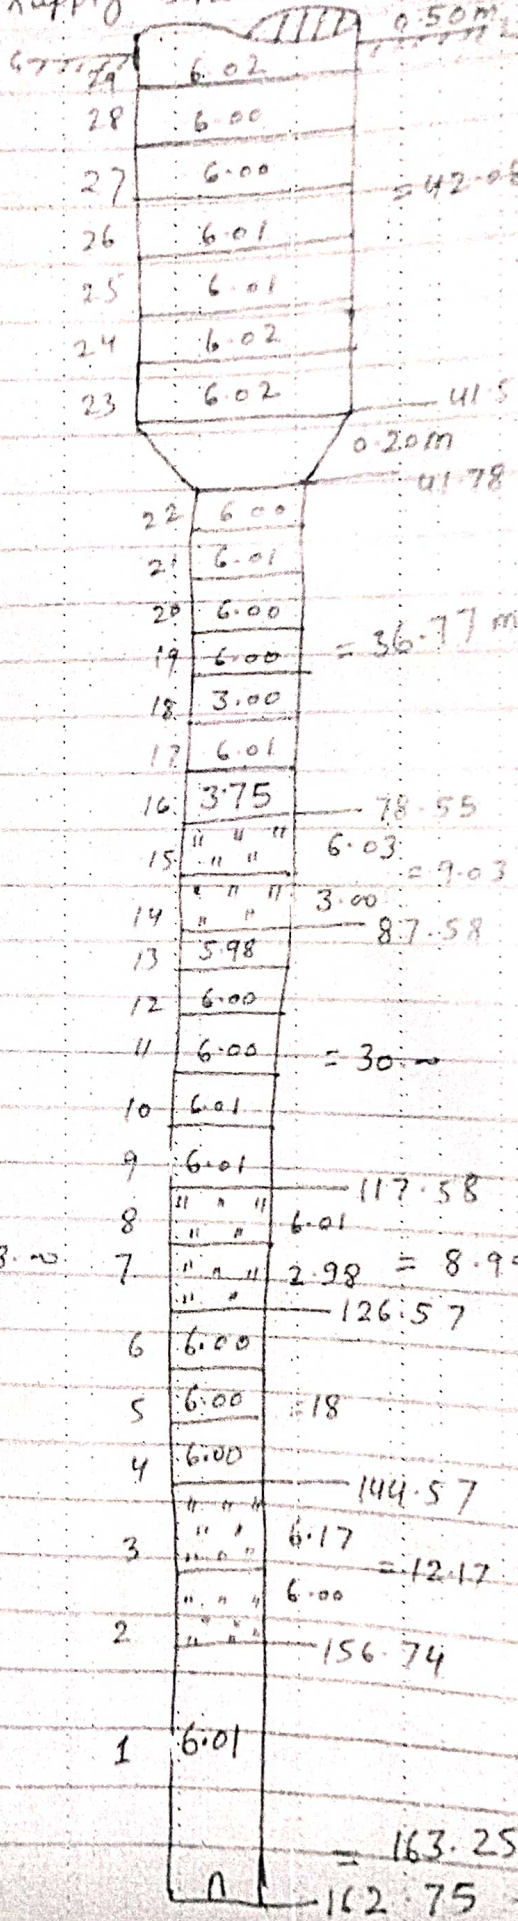 supply
0.50m
G
29 6.02
28 6.00
27 6.00
= 42.08
26 6.01
25 6.01
24 6.02
23 6.02
41.5
0.20m
41.78
22 6.00
21 6.01
20 6.00
19 6.00 = 36.77 m
18 3.00
17 6.01
16 3.75
78.55
15 " " " " " 6.03
= 9.03
14 " " " " " 3.00
87.58
13 5.98
12 6.00
11 6.00 = 30.00
10 6.01
9 6.01
117.58
8 " " " " " 6.01
3.00 7 " " " " " 2.98 = 8.99
126.57
6 6.00
5 6.00 = 18
4 6.00
144.57
3 " " " " " " " " 6.17
= 12.17
2 " " " " " " " " 6.00
156.74
1 6.01
= 163.25
162.75